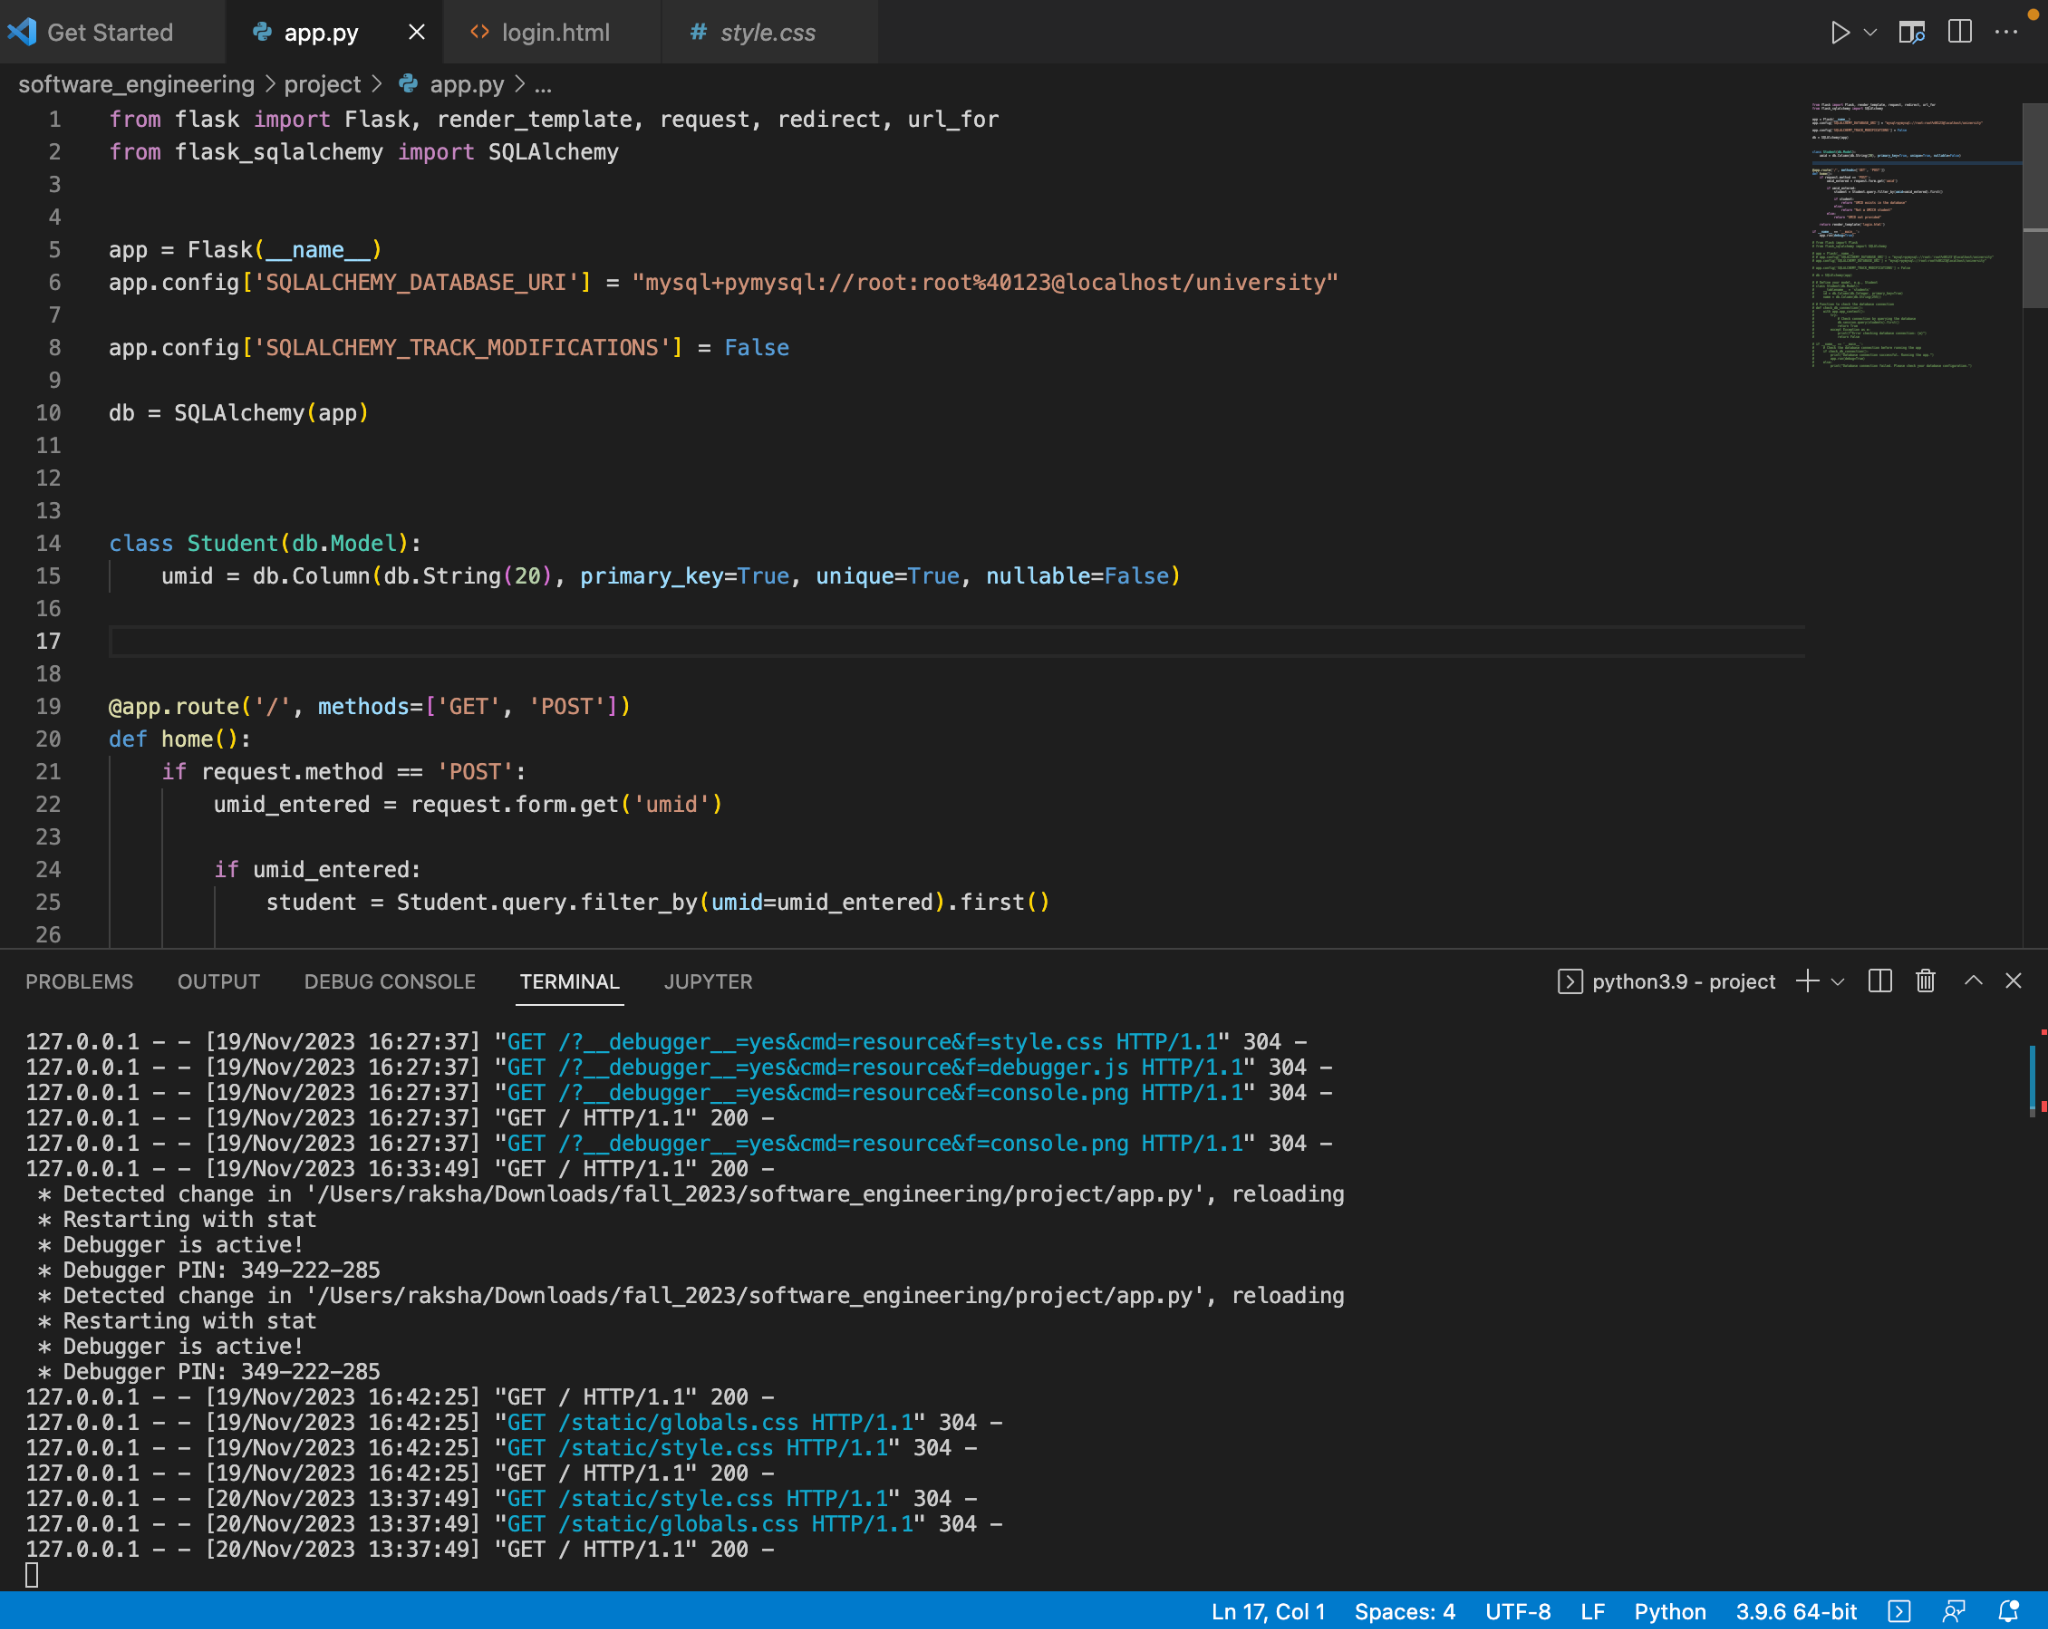 Get Started app.py login.html style.css
software_engineering > project > app.py > ...
1 from flask import Flask, render_template, request, redirect, url_for
2 from flask_sqlalchemy import SQLAlchemy
3
4
5 app = Flask(__name__)
6 app.config['SQLALCHEMY_DATABASE_URI'] = "mysql+pymysql://root:root%40123@localhost/university"
7
8 app.config['SQLALCHEMY_TRACK_MODIFICATIONS'] = False
9
10 db = SQLAlchemy(app)
11
12
13
14 class Student(db.Model):
15 umid = db.Column(db.String(20), primary_key=True, unique=True, nullable=False)
16
17
18
19 @app.route('/', methods=['GET', 'POST'])
20 def home():
21 if request.method == 'POST':
22 umid_entered = request.form.get('umid')
23
24 if umid_entered:
25 student = Student.query.filter_by(umid=umid_entered).first()
26
PROBLEMS OUTPUT DEBUG CONSOLE TERMINAL JUPYTER python3.9 - project
127.0.0.1 - - [19/Nov/2023 16:27:37] "GET /?__debugger__=yes&cmd=resource&f=style.css HTTP/1.1" 304 -
127.0.0.1 - - [19/Nov/2023 16:27:37] "GET /?__debugger__=yes&cmd=resource&f=debugger.js HTTP/1.1" 304 -
127.0.0.1 - - [19/Nov/2023 16:27:37] "GET /?__debugger__=yes&cmd=resource&f=console.png HTTP/1.1" 304 -
127.0.0.1 - - [19/Nov/2023 16:27:37] "GET / HTTP/1.1" 200 -
127.0.0.1 - - [19/Nov/2023 16:27:37] "GET /?__debugger__=yes&cmd=resource&f=console.png HTTP/1.1" 304 -
127.0.0.1 - - [19/Nov/2023 16:33:49] "GET / HTTP/1.1" 200 -
* Detected change in '/Users/raksha/Downloads/fall_2023/software_engineering/project/app.py', reloading
* Restarting with stat
* Debugger is active!
* Debugger PIN: 349-222-285
* Detected change in '/Users/raksha/Downloads/fall_2023/software_engineering/project/app.py', reloading
* Restarting with stat
* Debugger is active!
* Debugger PIN: 349-222-285
127.0.0.1 - - [19/Nov/2023 16:42:25] "GET / HTTP/1.1" 200 -
127.0.0.1 - - [19/Nov/2023 16:42:25] "GET /static/globals.css HTTP/1.1" 304 -
127.0.0.1 - - [19/Nov/2023 16:42:25] "GET /static/style.css HTTP/1.1" 304 -
127.0.0.1 - - [19/Nov/2023 16:42:25] "GET / HTTP/1.1" 200 -
127.0.0.1 - - [20/Nov/2023 13:37:49] "GET /static/style.css HTTP/1.1" 304 -
127.0.0.1 - - [20/Nov/2023 13:37:49] "GET /static/globals.css HTTP/1.1" 304 -
127.0.0.1 - - [20/Nov/2023 13:37:49] "GET / HTTP/1.1" 200 -
Ln 17, Col 1 Spaces: 4 UTF-8 LF Python 3.9.6 64-bit